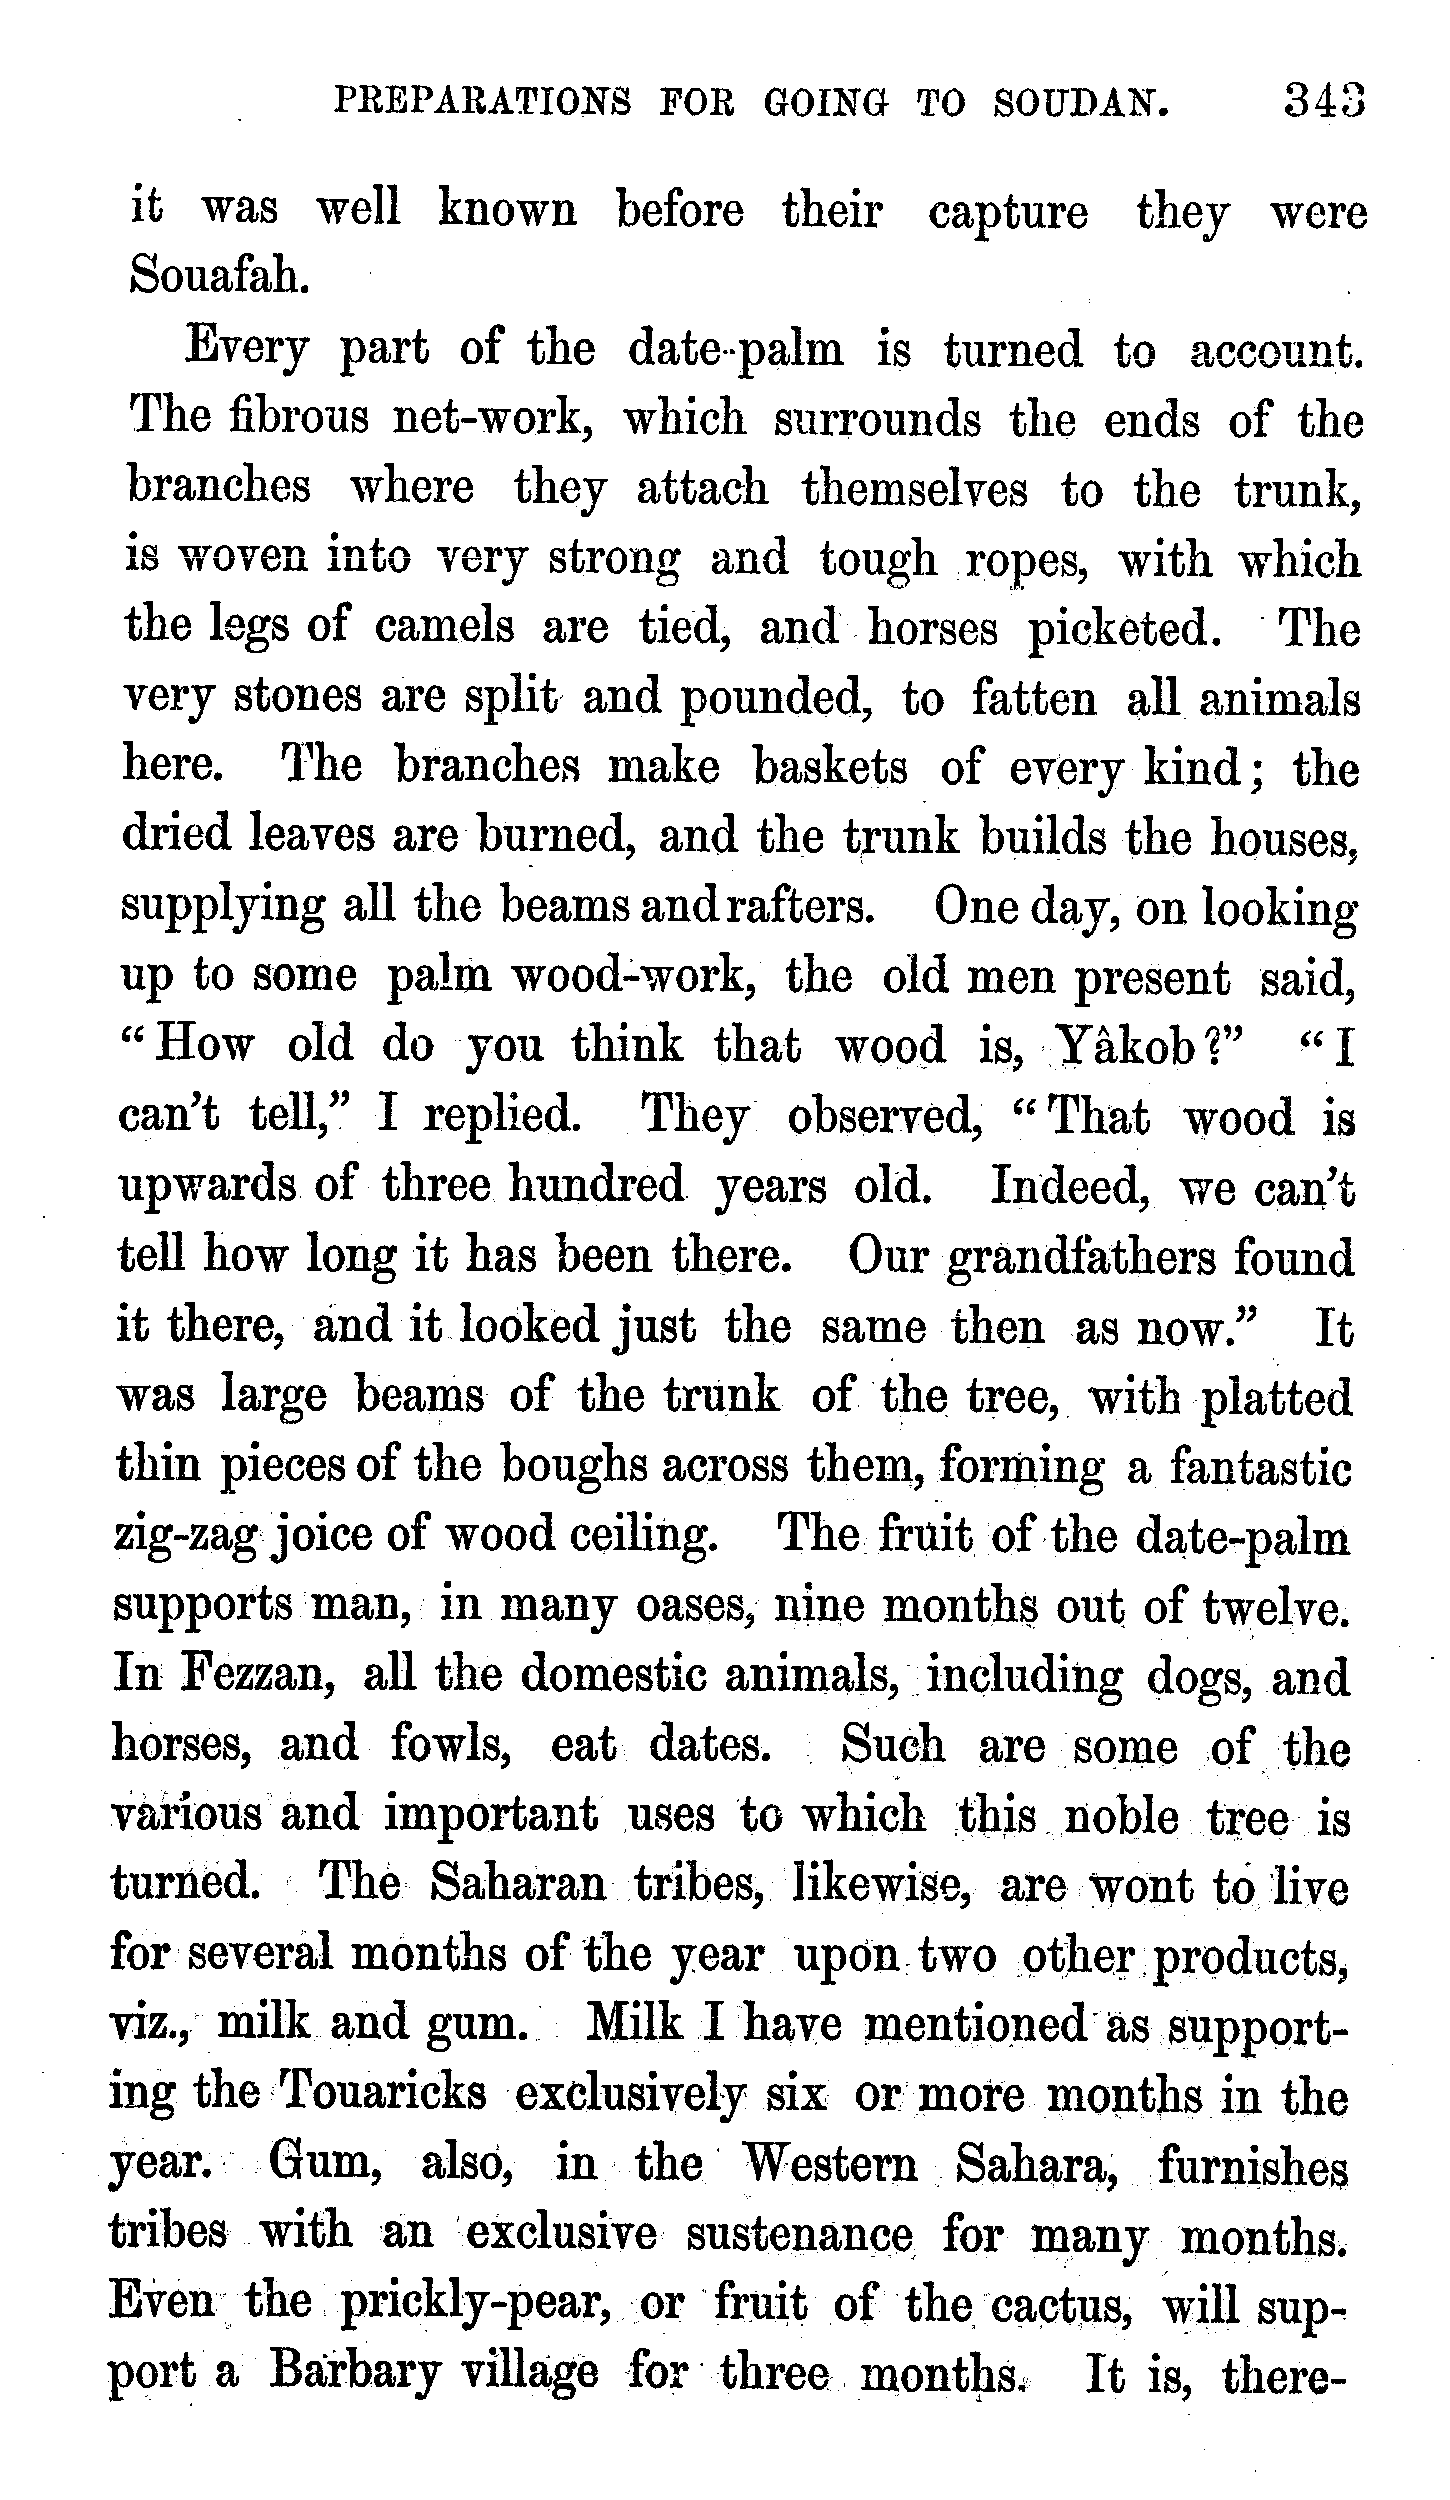 PREPARATIONS FOR GOING TO SOUDAN. 343
it was well known before their capture they were
Souafah.
Every part of the date-palm is turned to account.
The fibrous net-work, which surrounds the ends of the
branches where they attach themselves to the trunk,
is woven into very strong and tough ropes, with which
the legs of camels are tied, and horses picketed. The
very stones are split and pounded, to fatten all animals
here. The branches make baskets of every kind; the
dried leaves are burned, and the trunk builds the houses,
supplying all the beams and rafters. One day, on looking
up to some palm wood-work, the old men present said,
"How old do you think that wood is, Yâkob?" "I
can't tell," I replied. They observed, "That wood is
upwards of three hundred years old. Indeed, we can't
tell how long it has been there. Our grandfathers found
it there, and it looked just the same then as now." It
was large beams of the trunk of the tree, with platted
thin pieces of the boughs across them, forming a fantastic
zig-zag joice of wood ceiling. The fruit of the date-palm
supports man, in many oases, nine months out of twelve.
In Fezzan, all the domestic animals, including dogs, and
horses, and fowls, eat dates. Such are some of the
various and important uses to which this noble tree is
turned. The Saharan tribes, likewise, are wont to live
for several months of the year upon two other products,
viz., milk and gum. Milk I have mentioned as support-
ing the Touaricks exclusively six or more months in the
year. Gum, also, in the Western Sahara, furnishes
tribes with an exclusive sustenance for many months.
Even the prickly-pear, or fruit of the cactus, will sup-
port a Barbary village for three months. It is, there-